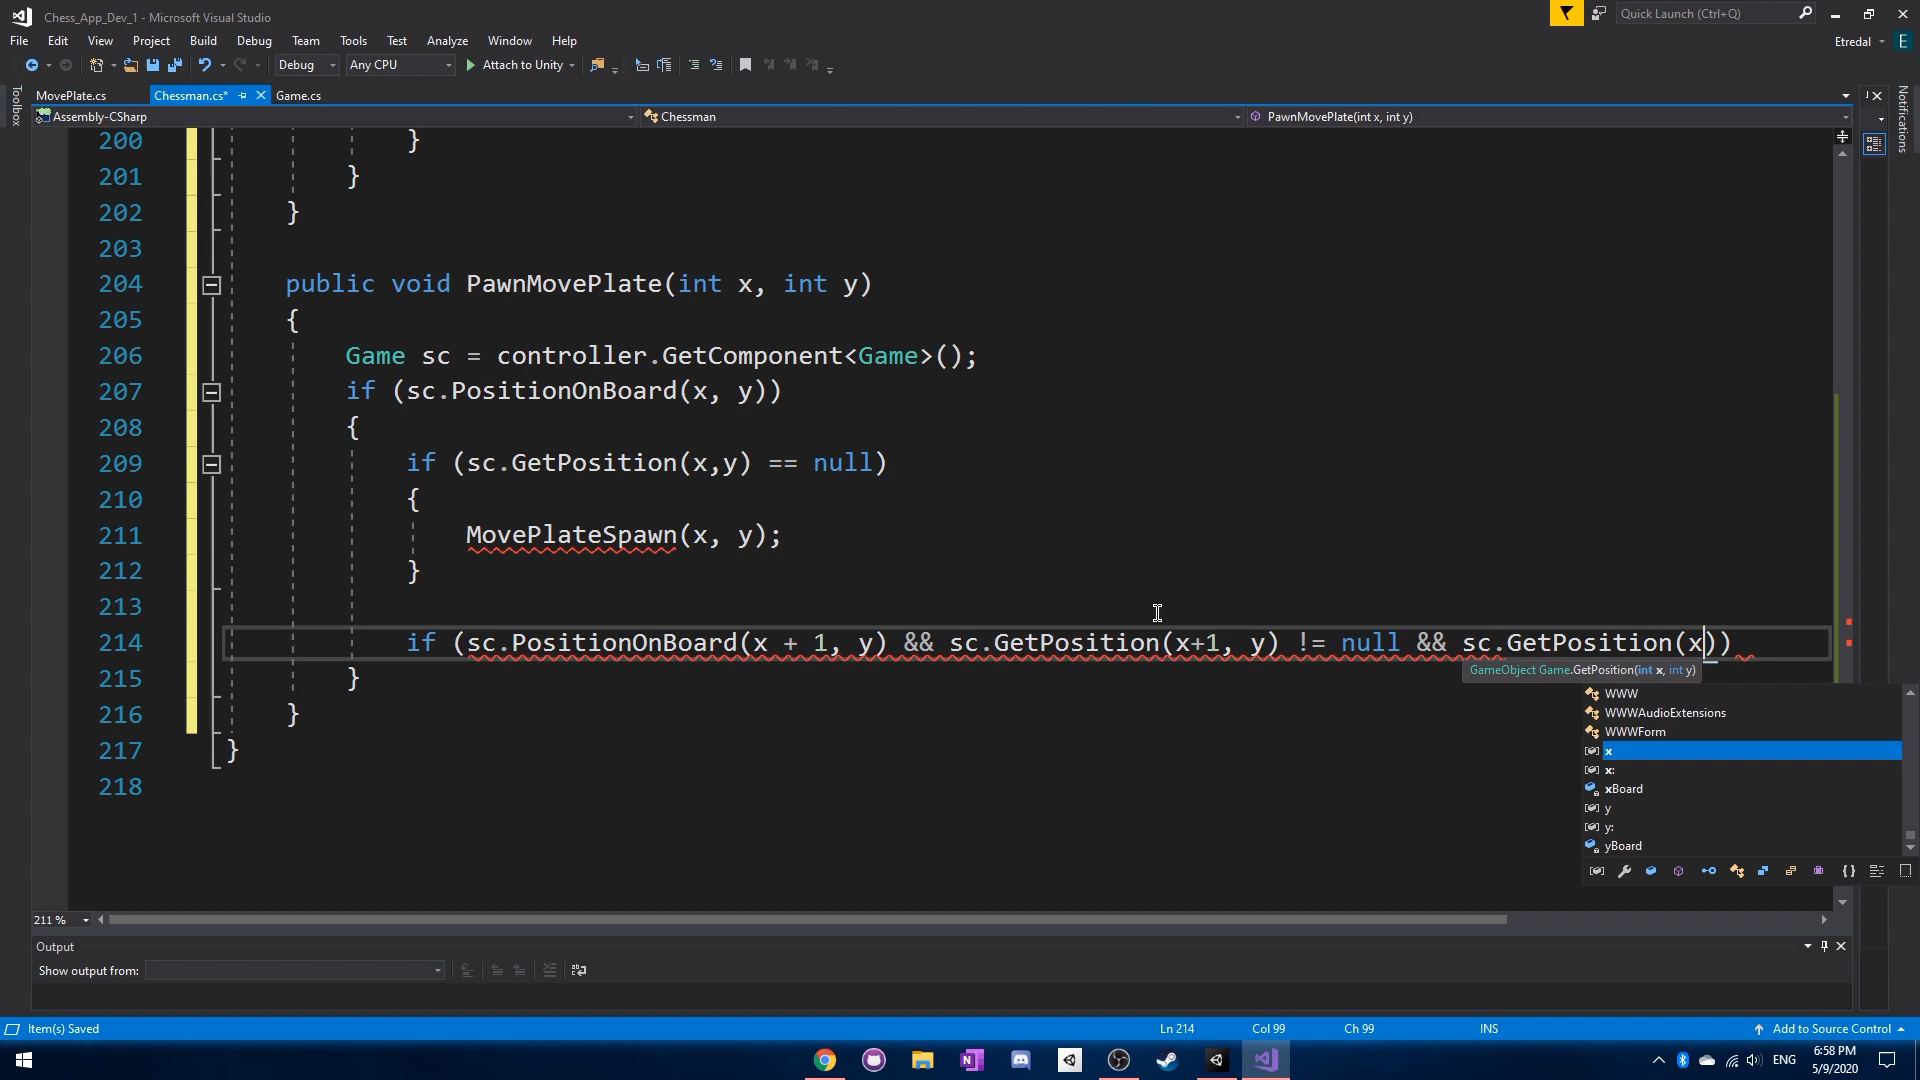 Chess_App_Dev_1 - Microsoft Visual Studio
Quick Launch (Ctrl+Q)
File Edit View Project Build Debug Team Tools Test Analyze Window Help
Etredal E
Debug Any CPU Attach to Unity
Toolbox
MovePlate.cs Chessman.cs* Game.cs
Notifications
Assembly-CSharp Chessman PawnMovePlate(int x, int y)
200 }
201 }
202 }
203
204 public void PawnMovePlate(int x, int y)
205 {
206 Game sc = controller.GetComponent<Game>();
207 if (sc.PositionOnBoard(x, y))
208 {
209 if (sc.GetPosition(x,y) == null)
210 {
211 MovePlateSpawn(x, y);
212 }
213
214 if (sc.PositionOnBoard(x + 1, y) && sc.GetPosition(x+1, y) != null && sc.GetPosition(x))
GameObject Game.GetPosition(int x, int y)
215 }
216 }
217 }
218
WWW
WWWAudioExtensions
WWWForm
x
x:
xBoard
y
y:
yBoard
211 %
Output
Show output from:
Item(s) Saved Ln 214 Col 99 Ch 99 INS Add to Source Control
ENG 6:58 PM
5/9/2020